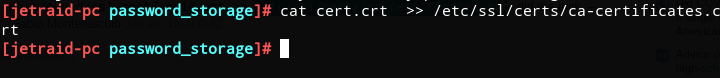 [jetraid-pc password_storage]# cat cert.crt  >> /etc/ssl/certs/ca-certificates.c
rt
[jetraid-pc password_storage]#